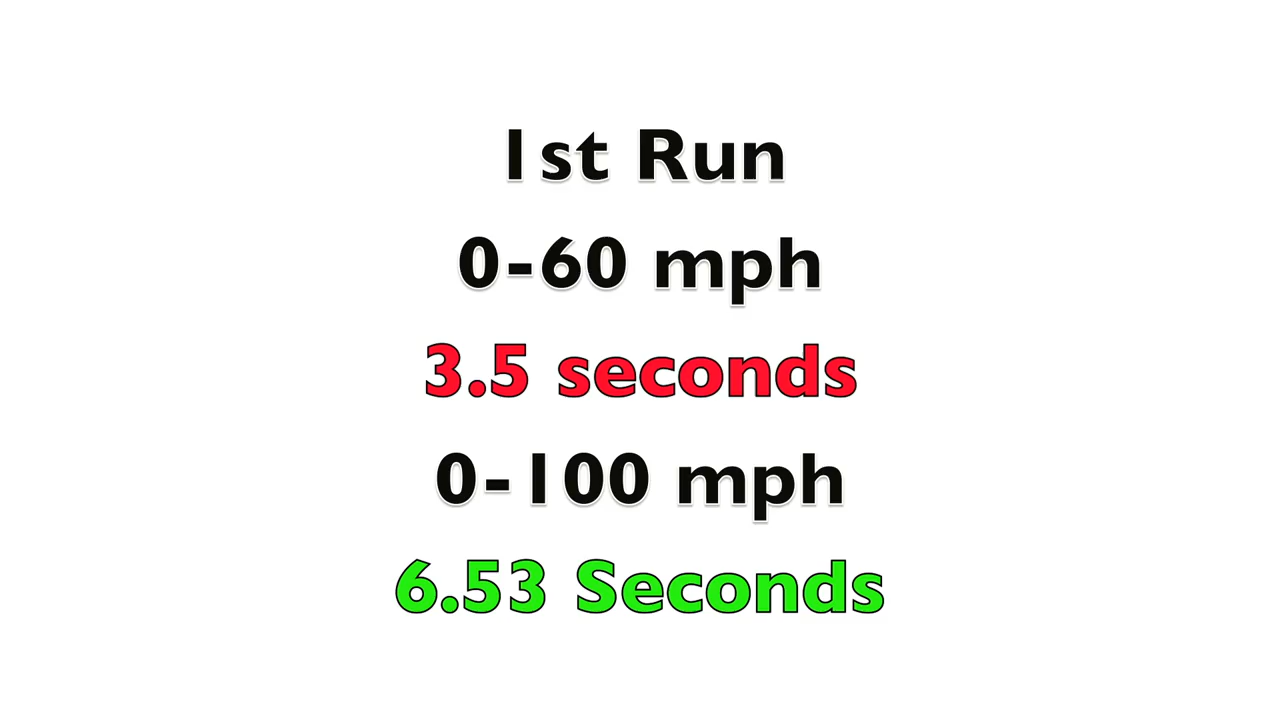 1st Run
0-60 mph
3.5 seconds
0-100 mph
6.53 Seconds